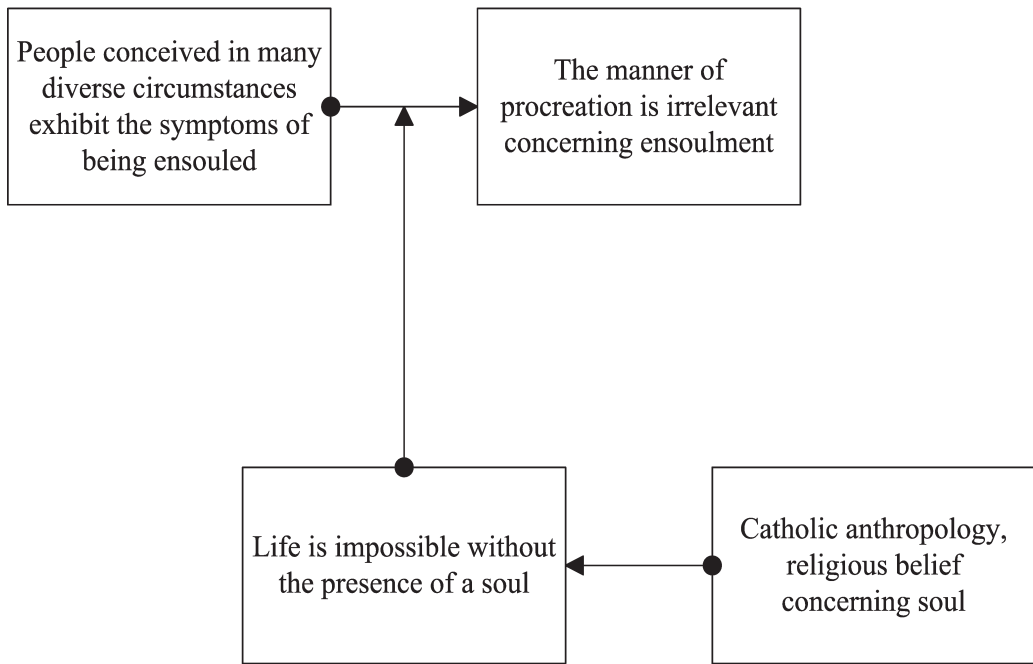 People conceived in many
diverse circumstances
exhibit the symptoms of
being ensouled
The manner of
procreation is irrelevant
concerning ensoulment
Life is impossible without
the presence of a soul
Catholic anthropology,
religious belief
concerning soul